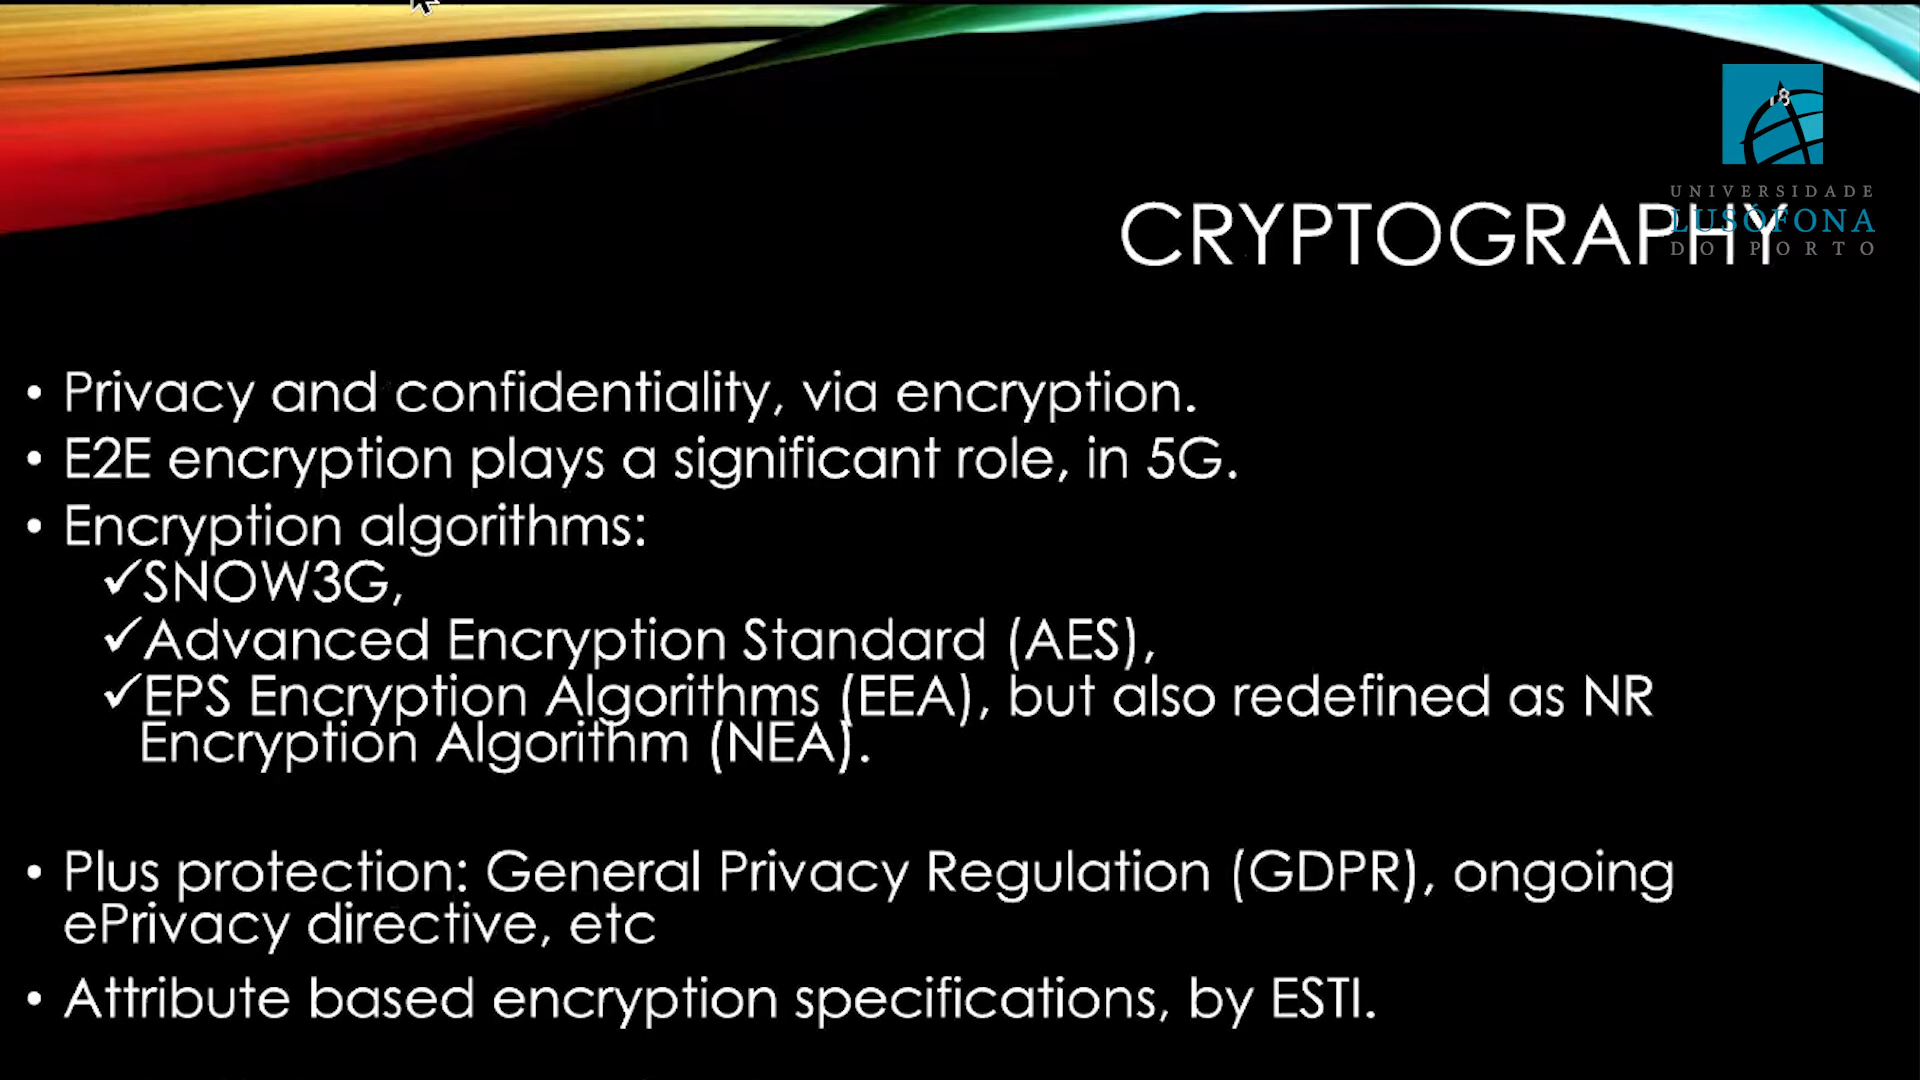 18
UNIVERSIDADE
LUSÓFONA
DO PORTO
CRYPTOGRAPHY
• Privacy and confidentiality, via encryption.
• E2E encryption plays a significant role, in 5G.
• Encryption algorithms:
✓SNOW3G,
✓Advanced Encryption Standard (AES),
✓EPS Encryption Algorithms (EEA), but also redefined as NR
Encryption Algorithm (NEA).
• Plus protection: General Privacy Regulation (GDPR), ongoing
ePrivacy directive, etc
• Attribute based encryption specifications, by ESTI.